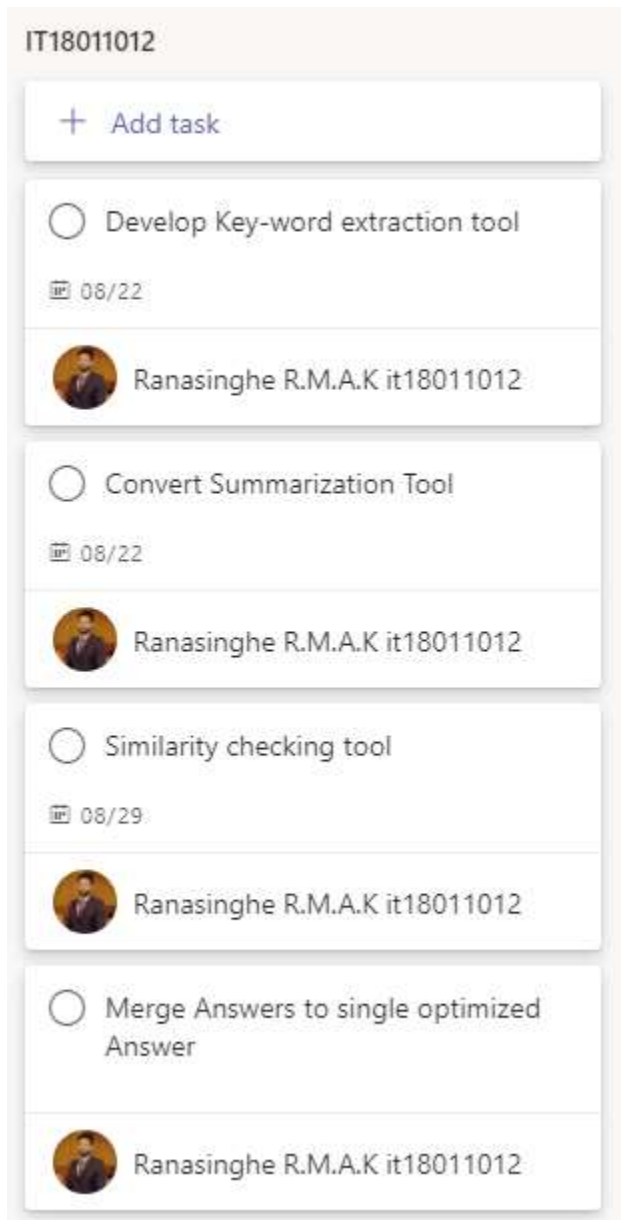 IT18011012
+ Add task
Develop Key-word extraction tool
08/22
Ranasinghe R.M.A.K it18011012
Convert Summarization Tool
08/22
Ranasinghe R.M.A.K it18011012
Similarity checking tool
08/29
Ranasinghe R.M.A.K it18011012
Merge Answers to single optimized
Answer
Ranasinghe R.M.A.K it18011012